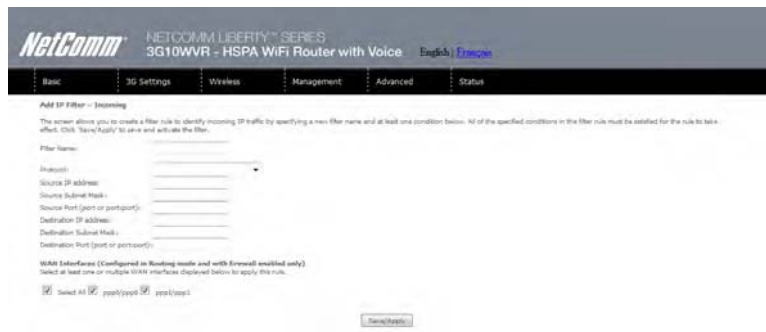 NetComm
NETCOMM LIBERTY™ SERIES
3G10WVR - HSPA WiFi Router with Voice
English | Français
Basic
3G Settings
Wireless
Management
Advanced
Status
Add IP Filter -- Incoming
The screen allows you to create a filter rule to identify incoming IP traffic by specifying a new filter name and at least one condition below. All of the specified conditions in the filter rule must be satisfied for the rule to take
effect. Click 'Save/Apply' to save and activate the filter.
Filter Name:
Protocol:
Source IP address:
Source Subnet Mask:
Source Port (port or port:port):
Destination IP address:
Destination Subnet Mask:
Destination Port (port or port:port):
WAN Interfaces (Configured in Routing mode and with firewall enabled only)
Select at least one or multiple WAN interfaces displayed below to apply this rule.
Select All
ppp0/ppp0
ppp1/ppp1
Save/Apply